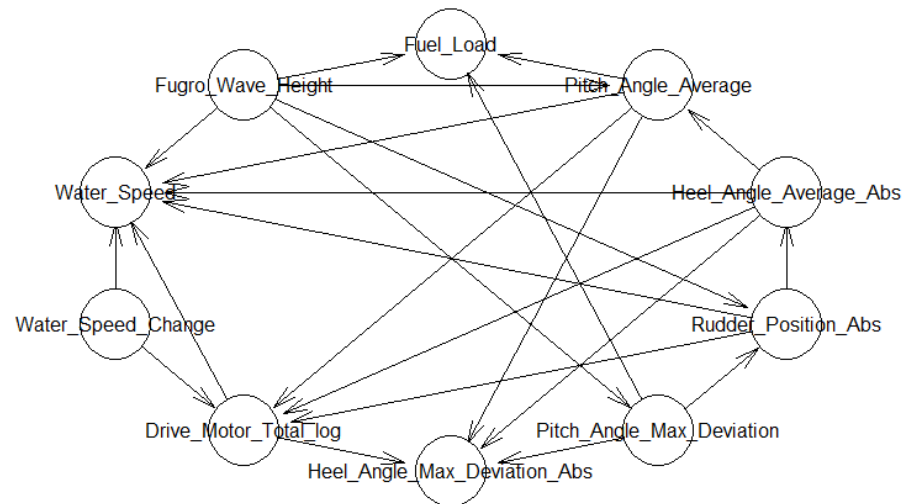 Fuel_Load
Fugro_Wave_Height
Pitch_Angle_Average
Water_Speed
Heel_Angle_Average_Abs
Water_Speed_Change
Rudder_Position_Abs
Drive_Motor_Total_log
Pitch_Angle_Max_Deviation
Heel_Angle_Max_Deviation_Abs